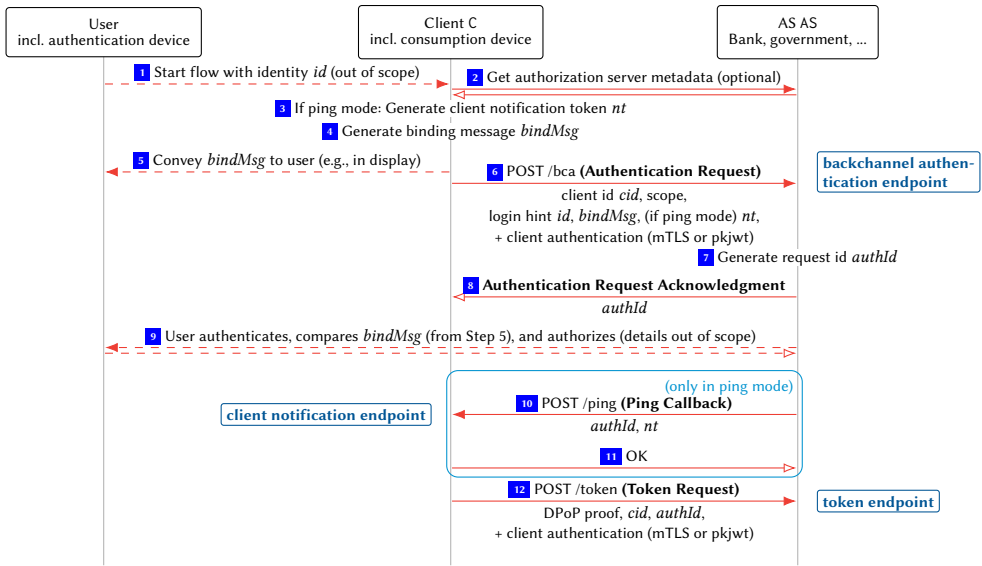 User
incl. authentication device
Client C
incl. consumption device
AS AS
Bank, government, ...
1 Start flow with identity id (out of scope)
2 Get authorization server metadata (optional)
3 If ping mode: Generate client notification token nt
4 Generate binding message bindMsg
5 Convey bindMsg to user (e.g., in display)
backchannel authen-
tication endpoint
6 POST /bca (Authentication Request)
client id cid, scope,
login hint id, bindMsg, (if ping mode) nt,
+ client authentication (mTLS or pkjwt)
7 Generate request id authId
8 Authentication Request Acknowledgment
authId
9 User authenticates, compares bindMsg (from Step 5), and authorizes (details out of scope)
(only in ping mode)
10 POST /ping (Ping Callback)
client notification endpoint
authId, nt
11 OK
12 POST /token (Token Request)
token endpoint
DPoP proof, cid, authId,
+ client authentication (mTLS or pkjwt)